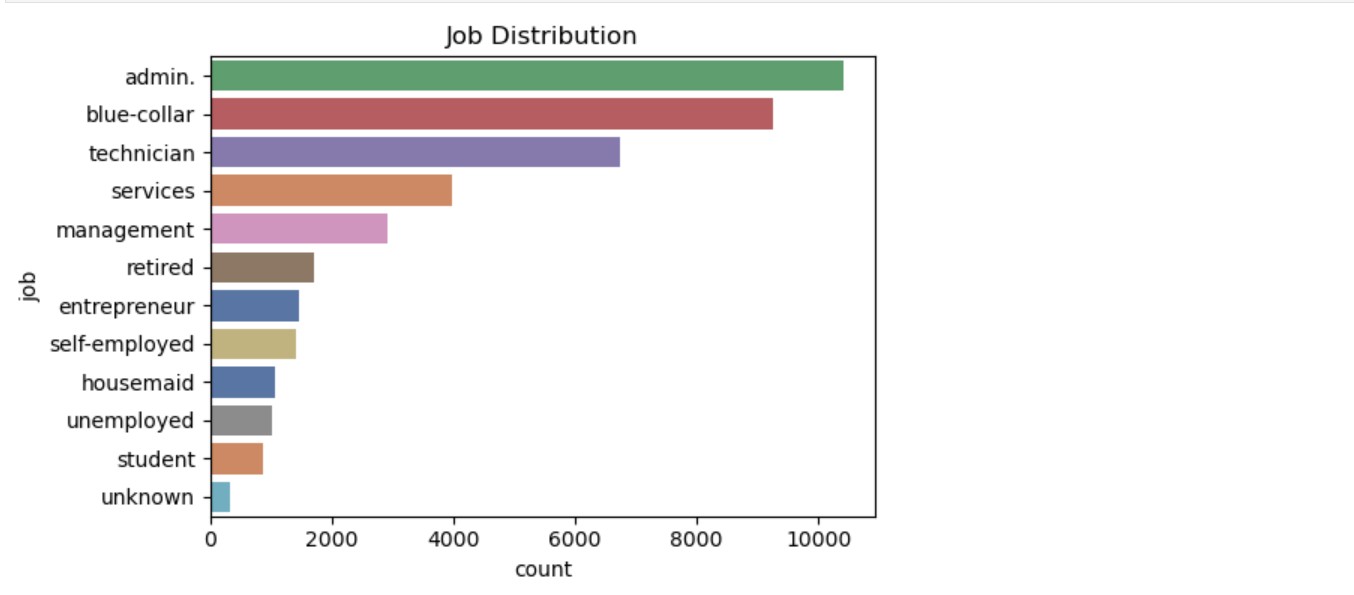 Job Distribution
admin.
blue-collar
technician
services
management
retired
entrepreneur
self-employed
housemaid
unemployed
student
unknown
job
0 2000 4000 6000 8000 10000
count